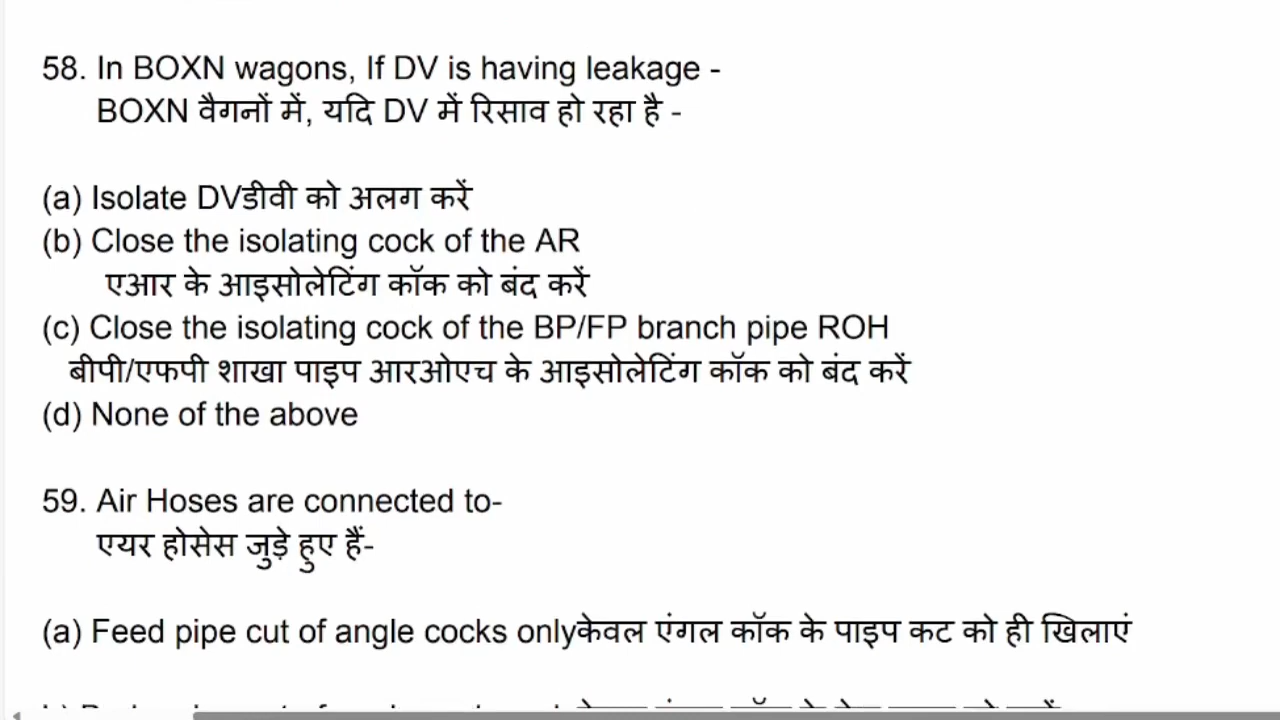 58. In BOXN wagons, If DV is having leakage -
BOXN वैगनों में, यदि DV में रिसाव हो रहा है -
(a) Isolate DVडीवी को अलग करें
(b) Close the isolating cock of the AR
एआर के आइसोलेटिंग कॉक को बंद करें
(c) Close the isolating cock of the BP/FP branch pipe ROH
बीपी/एफपी शाखा पाइप आरओएच के आइसोलेटिंग कॉक को बंद करें
(d) None of the above
59. Air Hoses are connected to-
एयर होसेस जुड़े हुए हैं-
(a) Feed pipe cut of angle cocks onlyकेवल एंगल कॉक के पाइप कट को ही खिलाएं